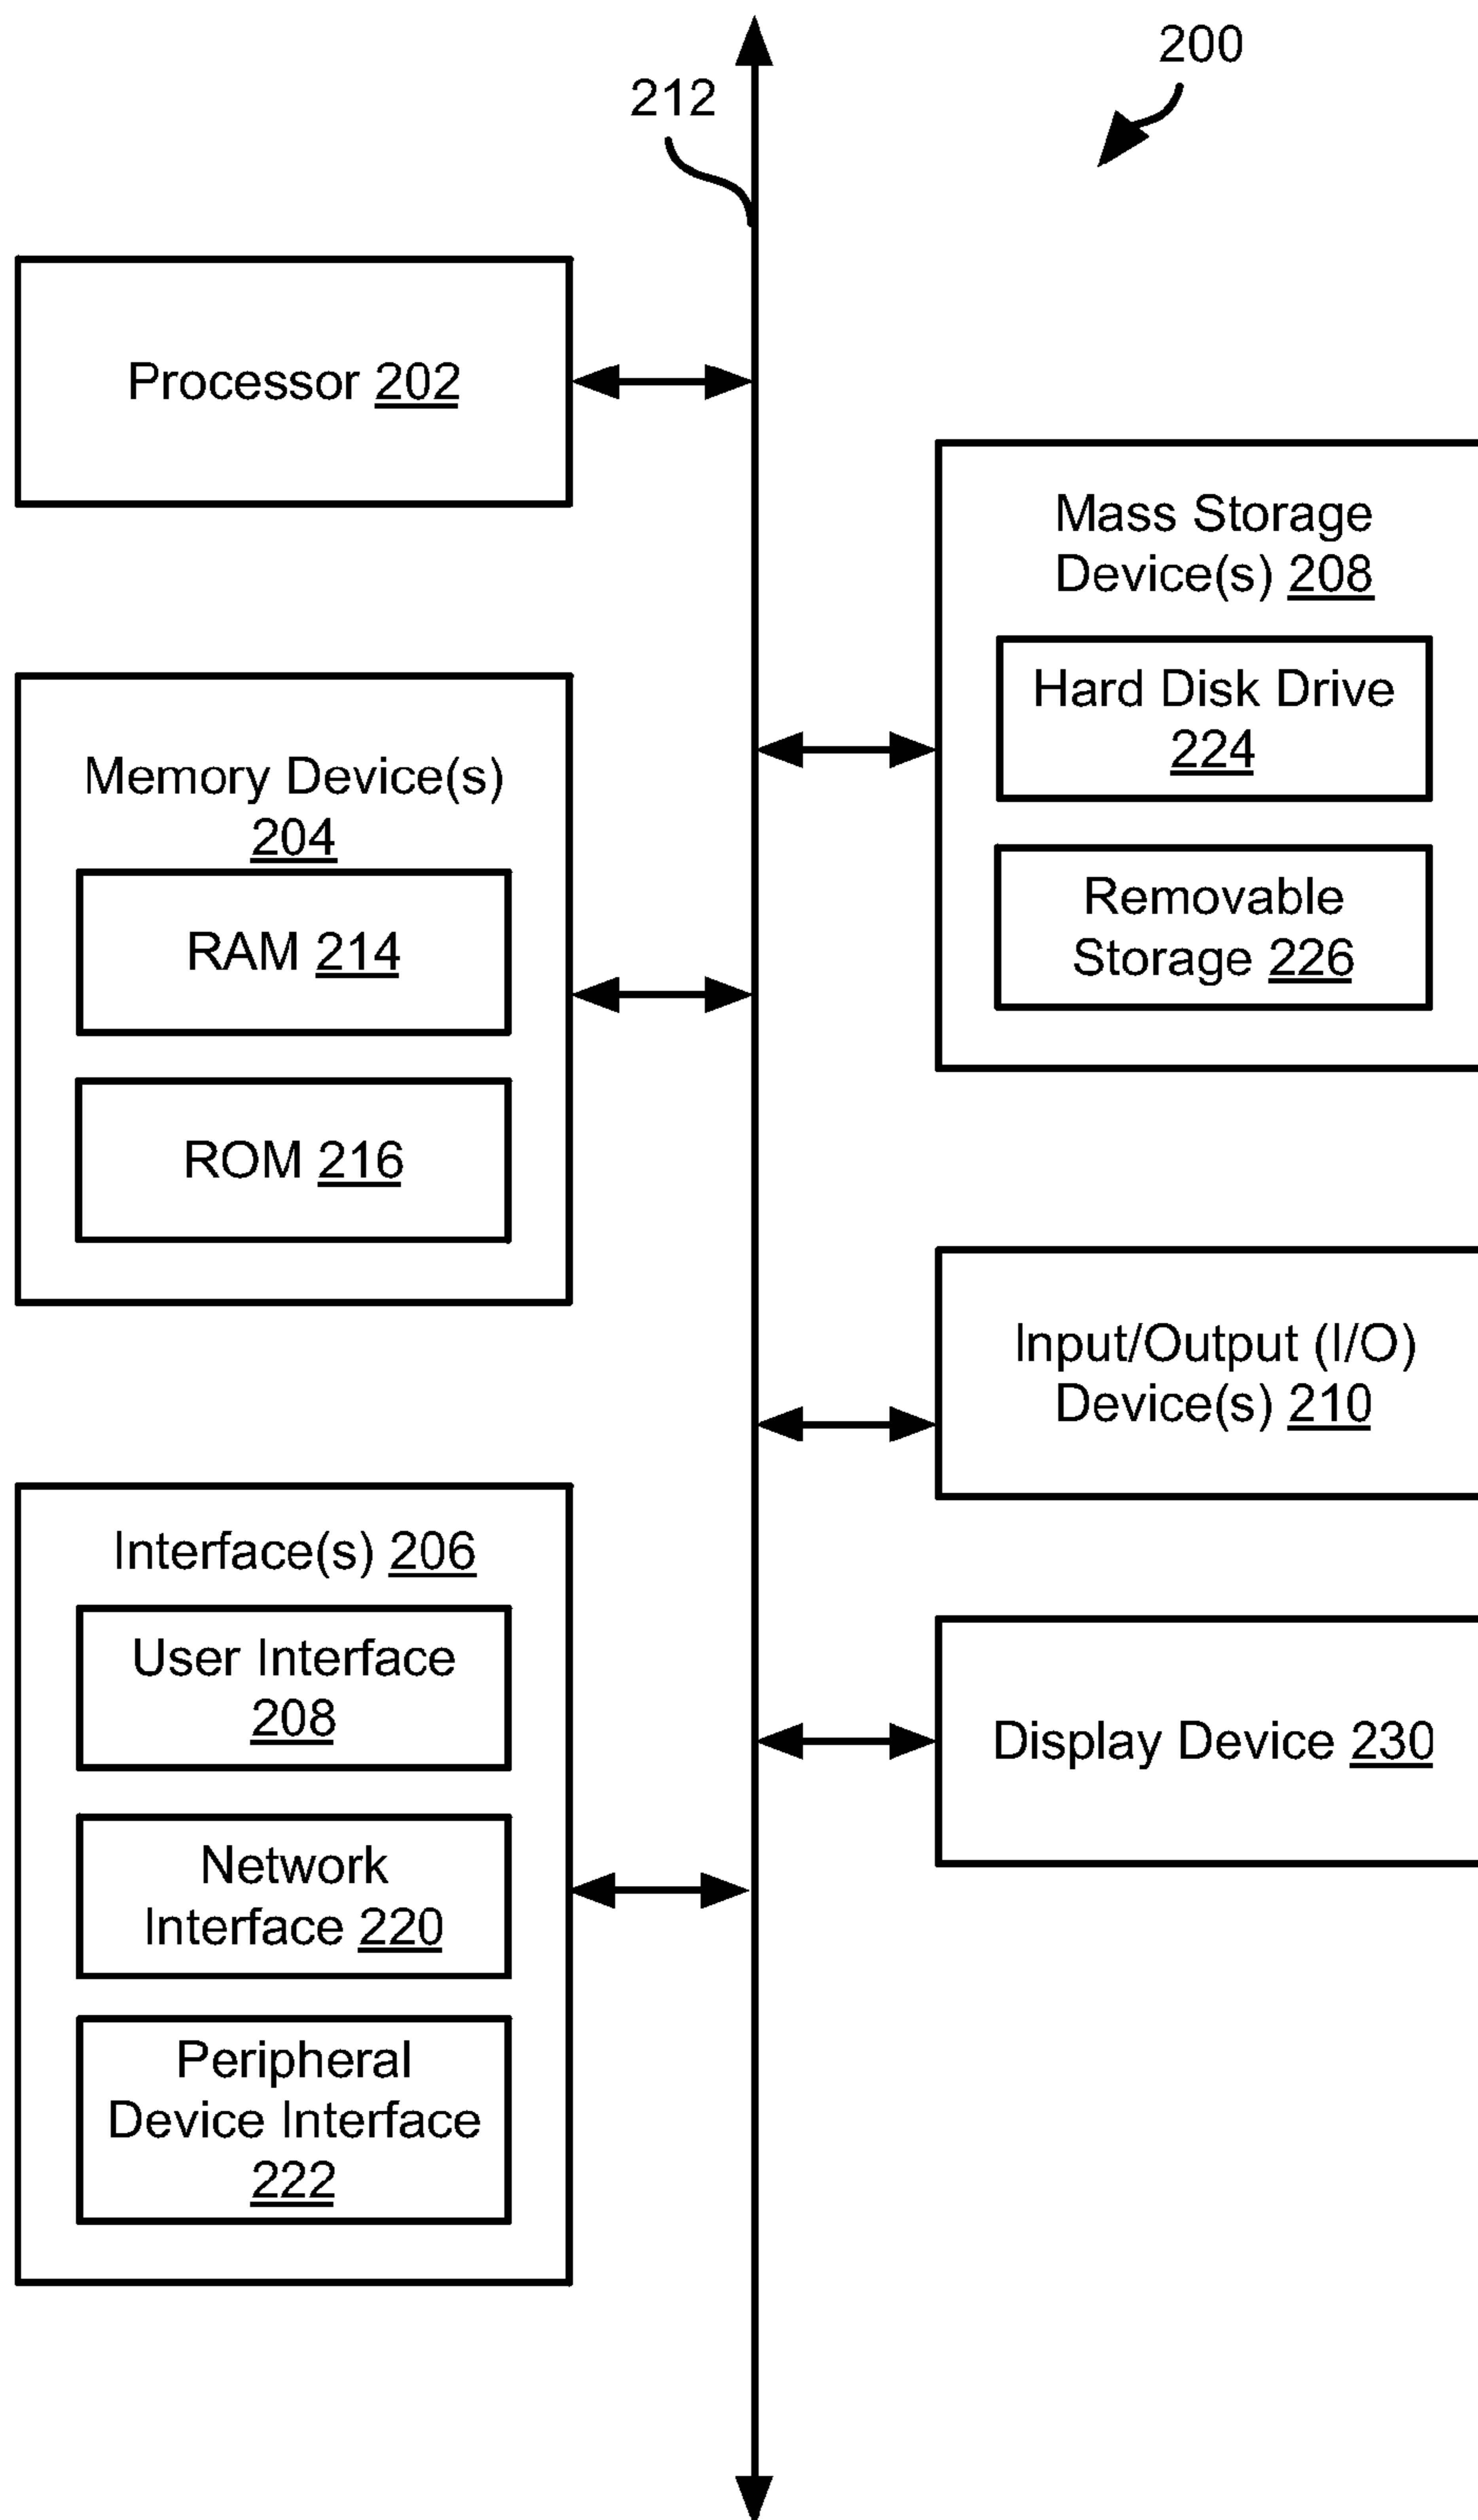 200
212
Processor 202
Mass Storage
Device(s) 208
Hard Disk Drive
224
Removable
Storage 226
Memory Device(s)
204
RAM 214
ROM 216
Input/Output (I/O)
Device(s) 210
Interface(s) 206
User Interface
208
Network
Interface 220
Peripheral
Device Interface
222
Display Device 230